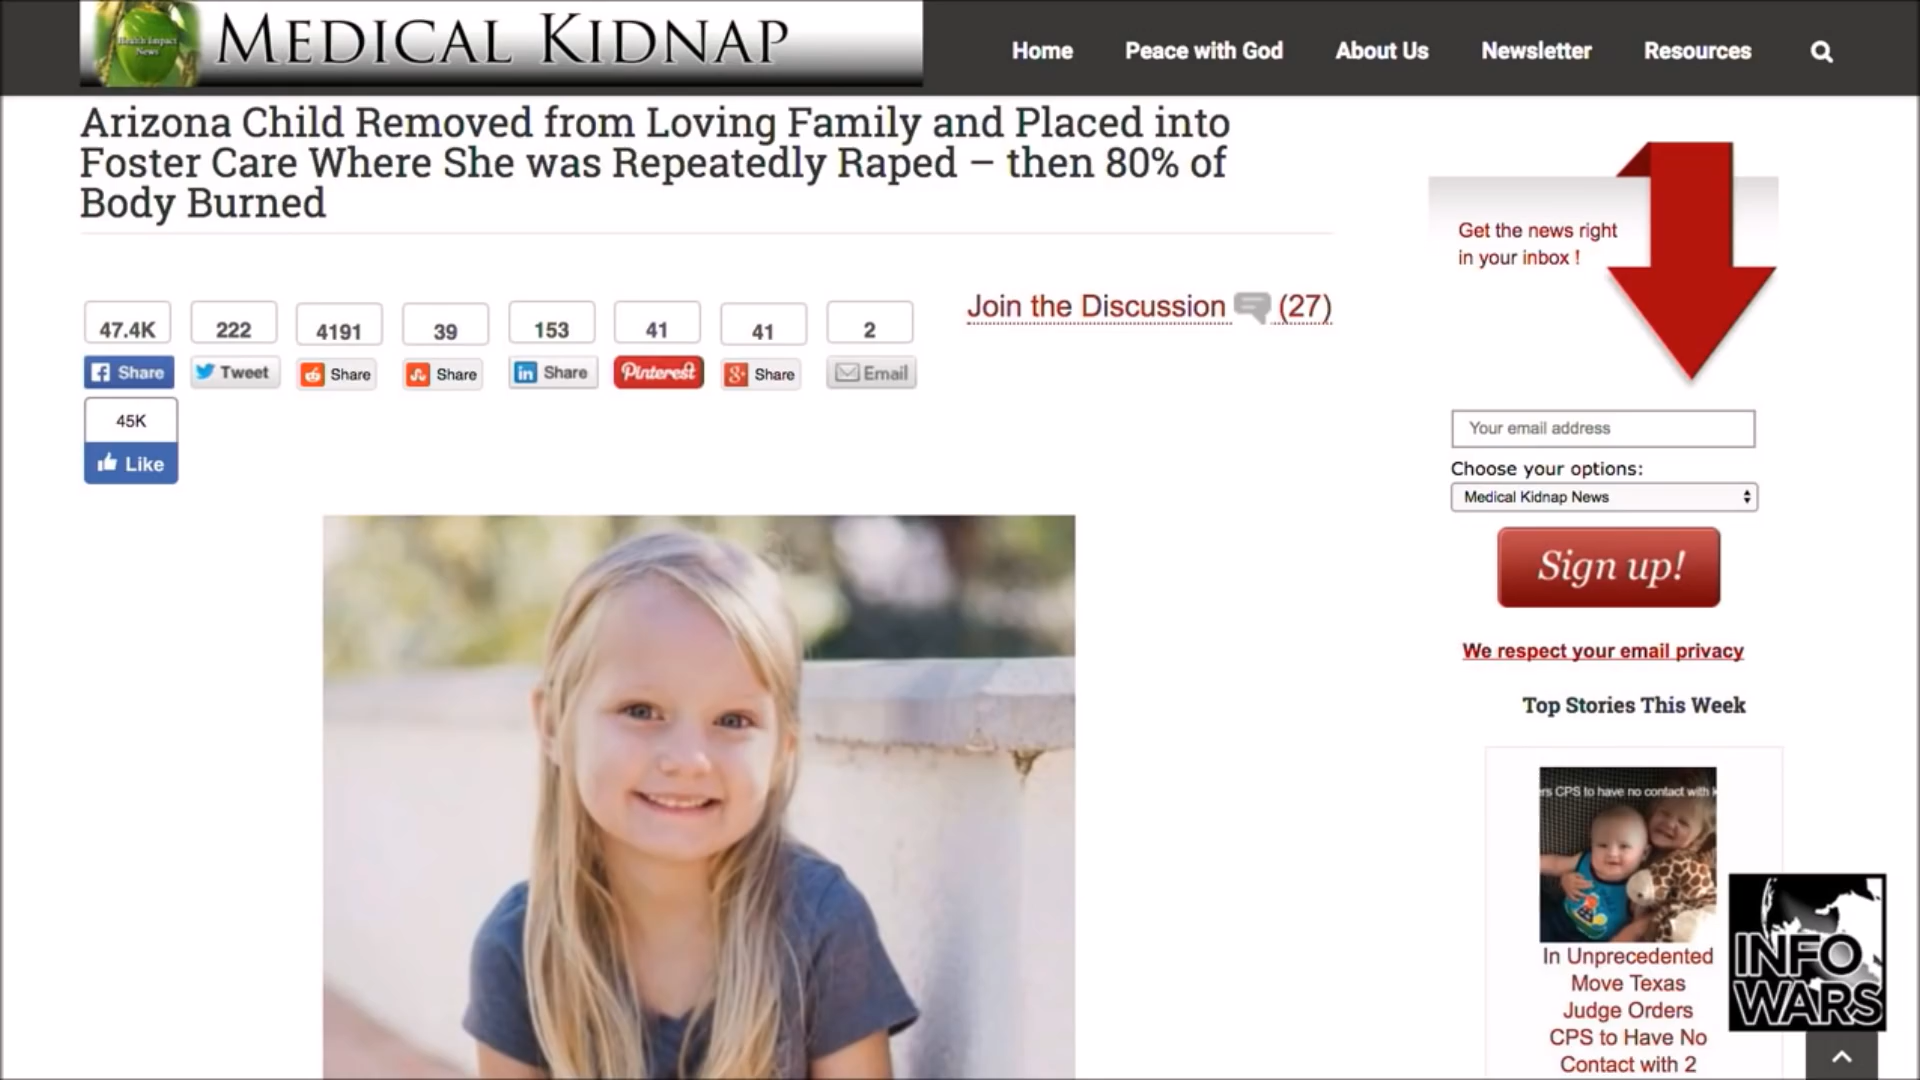 Health Impact
News
MEDICAL KIDNAP
Home
Peace with God
About Us
Newsletter
Resources
Arizona Child Removed from Loving Family and Placed into
Foster Care Where She was Repeatedly Raped – then 80% of
Body Burned
Get the news right
in your inbox !
47.4K
222
4191
39
153
41
41
2
Join the Discussion (27)
Share
Tweet
Share
Share
Share
Pinterest
Share
Email
45K
Like
Your email address
Choose your options:
Medical Kidnap News
Sign up!
We respect your email privacy
Top Stories This Week
rs CPS to have no contact with
In Unprecedented
Move Texas
Judge Orders
CPS to Have No
Contact with 2
INFO
WARS